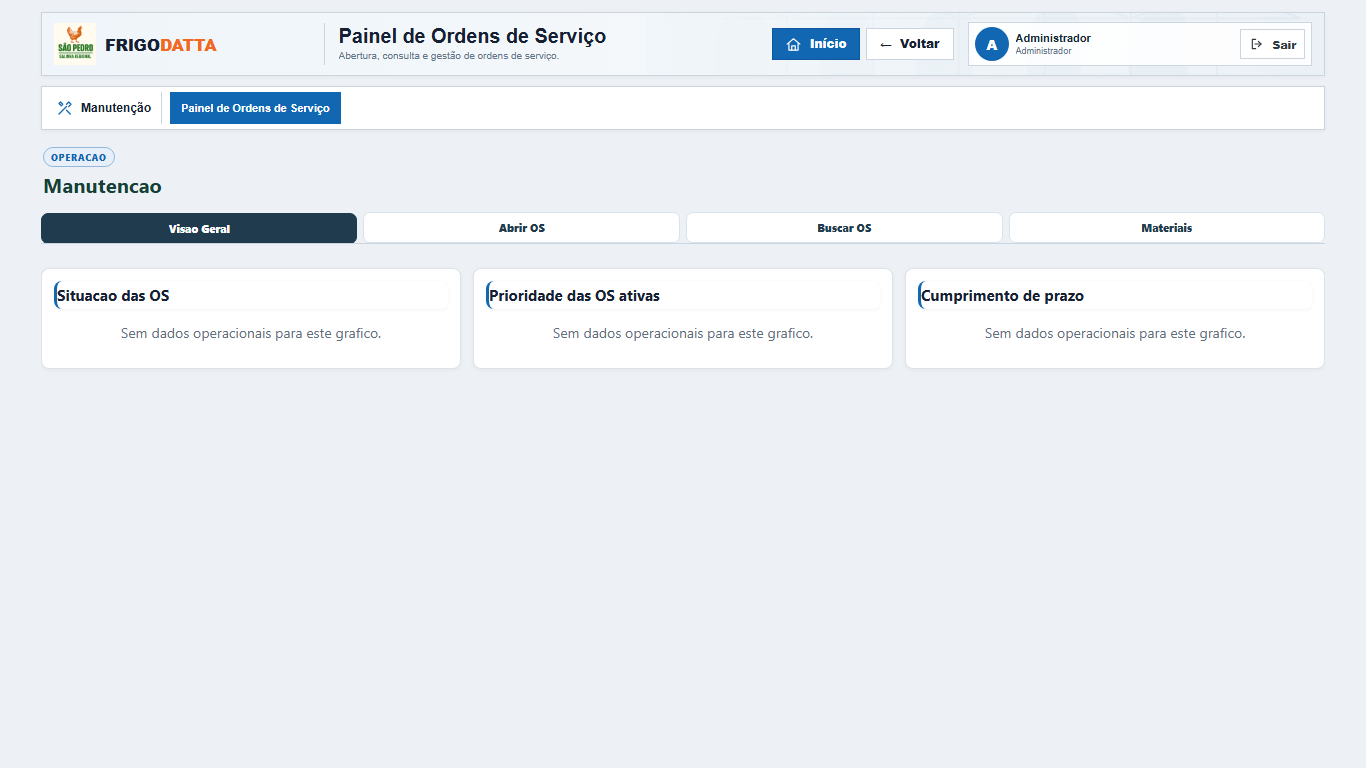 SÃO PEDRO
FRIGODATTA
Painel de Ordens de Serviço
Abertura, consulta e gestão de ordens de serviço.
Início
← Voltar
A
Administrador
Administrador
Sair
Manutenção
Painel de Ordens de Serviço
OPERACAO
Manutencao
Visao Geral
Abrir OS
Buscar OS
Materiais
Situacao das OS
Sem dados operacionais para este grafico.
Prioridade das OS ativas
Sem dados operacionais para este grafico.
Cumprimento de prazo
Sem dados operacionais para este grafico.